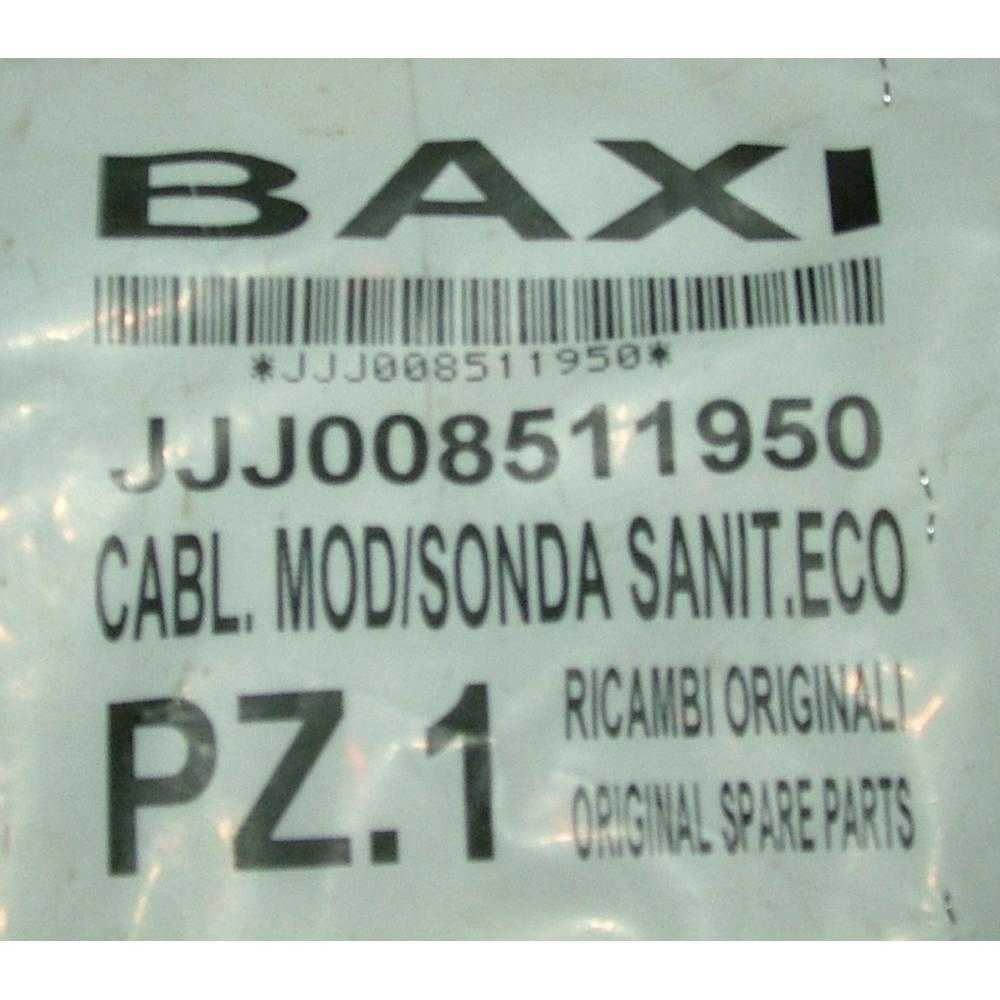 BAXI
*JJJ008511950*
JJJ008511950
CABL. MOD/SONDA SANIT.ECO
PZ.1
RICAMBI ORIGINALI
ORIGINAL SPARE PARTS